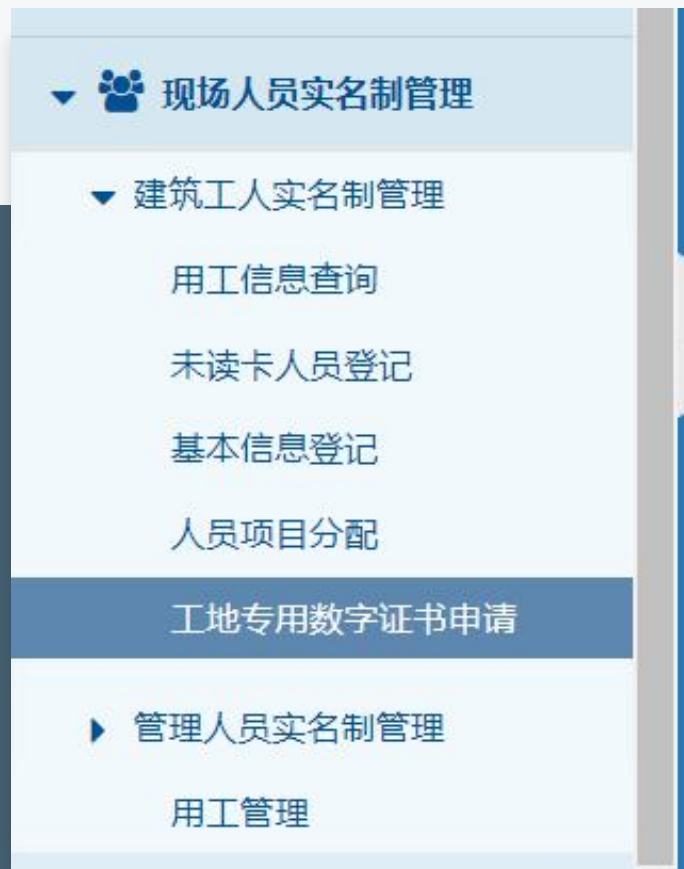 现场人员实名制管理
建筑工人实名制管理
用工信息查询
未读卡人员登记
基本信息登记
人员项目分配
工地专用数字证书申请
管理人员实名制管理
用工管理